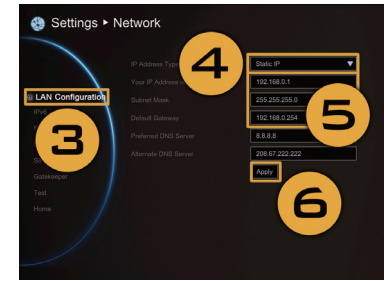 Settings ▸ Network
IP Address Type
4
Static IP ▼
Your IP Address
192.168.0.1
LAN Configuration
Subnet Mask
255.255.255.0
5
IPv6
Default Gateway
192.168.0.254
3
Preferred DNS Server
8.8.8.8
Alternate DNS Server
208.67.222.222
Gatekeeper
Apply
6
Test
Home